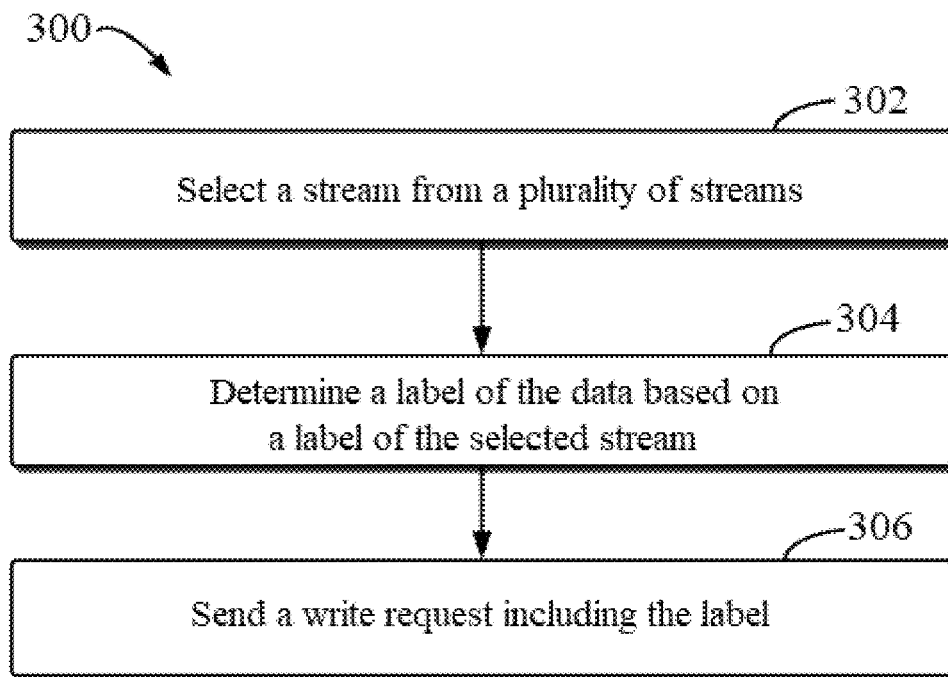 300
302
Select a stream from a plurality of streams
304
Determine a label of the data based on
a label of the selected stream
306
Send a write request including the label